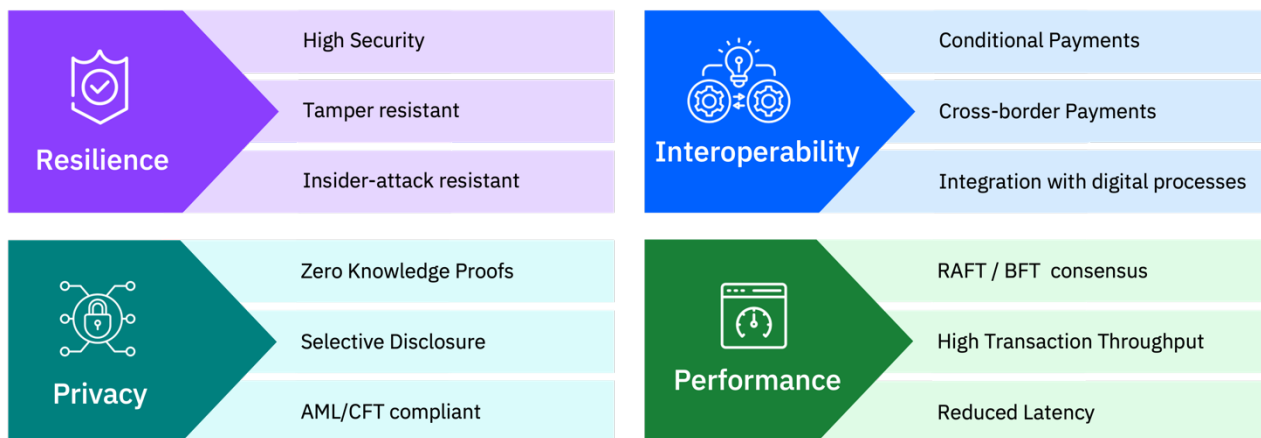 Resilience
High Security
Tamper resistant
Insider-attack resistant
Interoperability
Conditional Payments
Cross-border Payments
Integration with digital processes
Privacy
Zero Knowledge Proofs
Selective Disclosure
AML/CFT compliant
Performance
RAFT / BFT consensus
High Transaction Throughput
Reduced Latency